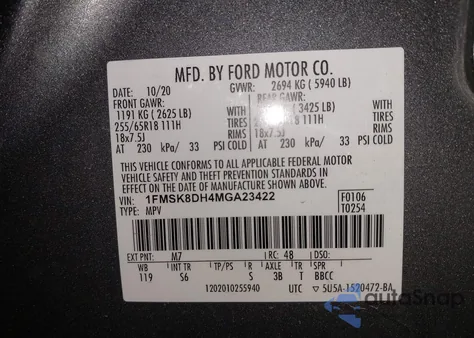 MFD. BY FORD MOTOR CO.
DATE: 10/20 GVWR: 2694 KG ( 5940 LB)
FRONT GAWR: REAR GAWR:
1191 KG ( 2625 LB) 3425 LB)
WITH WITH
255/65R18 111H TIRES 8 111H TIRES
18x7.5J RIMS 18x7.5J RIMS
AT 230 kPa/ 33 PSI COLD AT 230 kPa/ 33 PSI COLD
THIS VEHICLE CONFORMS TO ALL APPLICABLE FEDERAL MOTOR
VEHICLE SAFETY AND THEFT PREVENTION STANDARDS IN
EFFECT ON THE DATE OF MANUFACTURE SHOWN ABOVE.
VIN: 1FMSK8DH4MGA23422 F0106
TYPE: MPV T0254
EXT PNT: M7 RC: 48 DSO:
WB INT TR TP/PS R AXLE TR SPR
119 S6 S 3B T BBCC
1202010255940 UTC ▽ 5U5A-1520472-BA
autoSnap